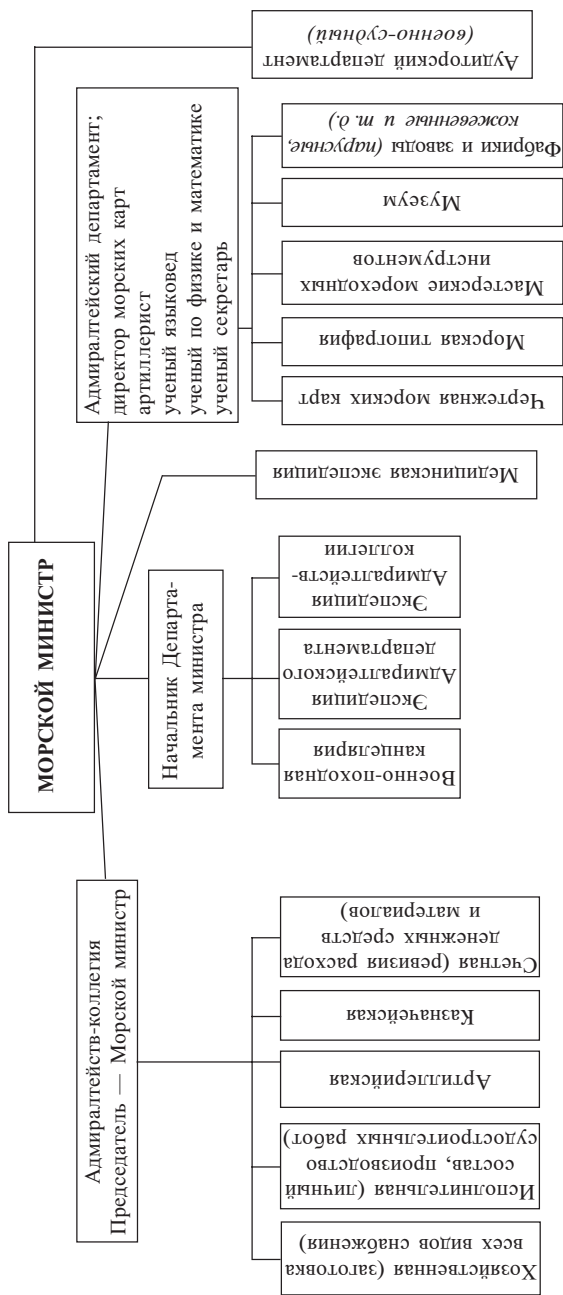 МОРСКОЙ МИНИСТР
Адмиралтейств-коллегия
Председатель — Морской министр
Хозяйственная (заготовка
всех видов снабжения)
Исполнительная (личный
состав, производство
судостроительных работ)
Артиллерийская
Казначейская
Счетная (ревизия расхода
денежных средств
и материалов)
Начальник Департа-
мента министра
Военно-походная
канцелярия
Экспедиция
Адмиралтейского
департамента
Экспедиция
Адмиралтейств-
коллегии
Медицинская экспедиция
Адмиралтейский департамент;
директор морских карт
артиллерист
ученый языковед
ученый по физике и математике
ученый секретарь
Чертежная морских карт
Морская типография
Мастерские мореходных
инструментов
Музеум
Фабрики и заводы (парусные,
кожевенные и т. д.)
Аудиторский департамент
(военно-судный)